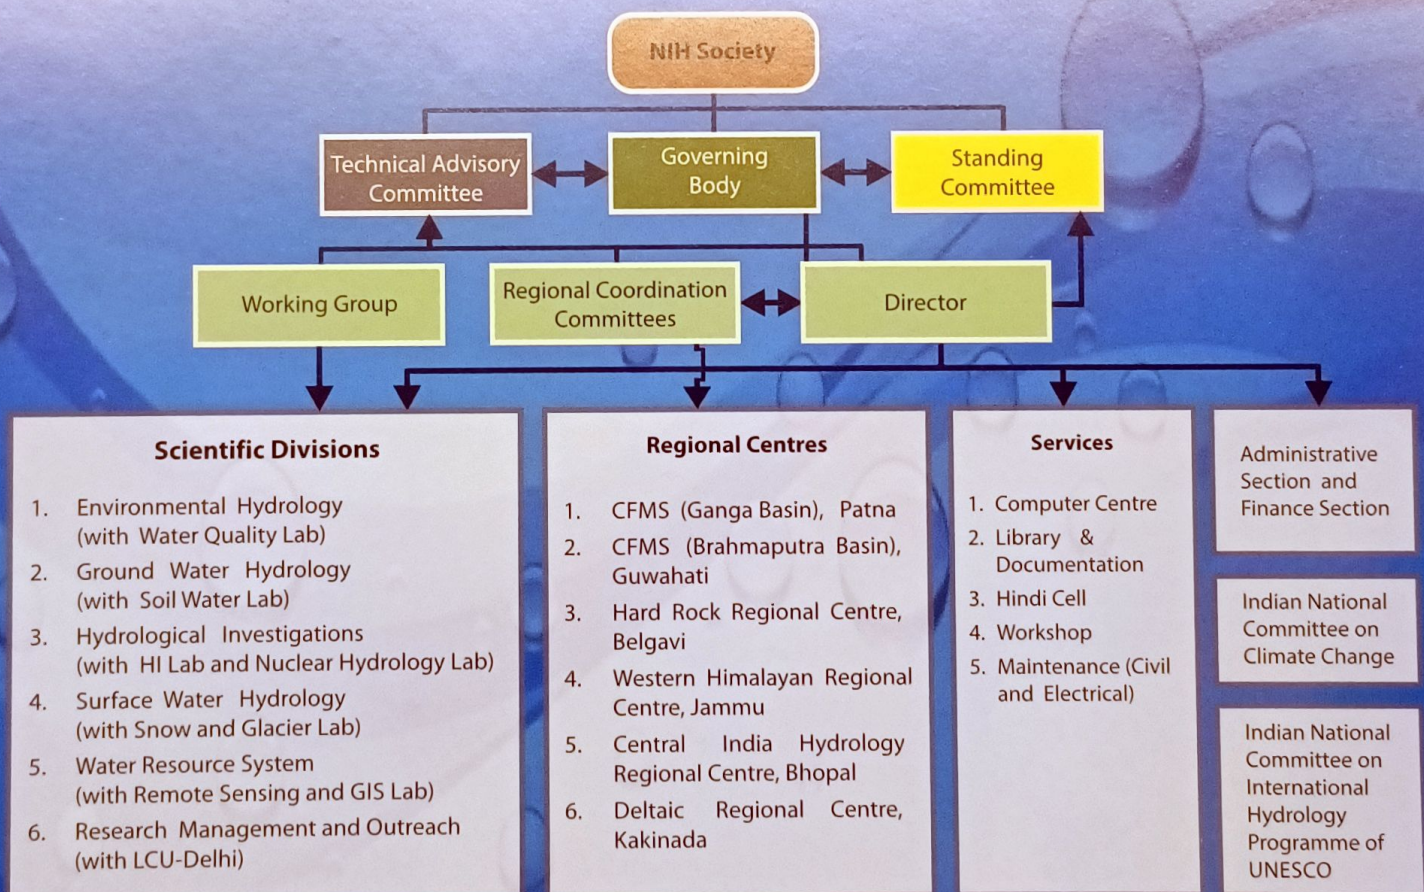 NIH Society
Technical Advisory
Committee
Governing
Body
Standing
Committee
Working Group
Regional Coordination
Committees
Director
Scientific Divisions
1. Environmental Hydrology
(with Water Quality Lab)
2. Ground Water Hydrology
(with Soil Water Lab)
3. Hydrological Investigations
(with HI Lab and Nuclear Hydrology Lab)
4. Surface Water Hydrology
(with Snow and Glacier Lab)
5. Water Resource System
(with Remote Sensing and GIS Lab)
6. Research Management and Outreach
(with LCU-Delhi)
Regional Centres
1. CFMS (Ganga Basin), Patna
2. CFMS (Brahmaputra Basin),
Guwahati
3. Hard Rock Regional Centre,
Belgavi
4. Western Himalayan Regional
Centre, Jammu
5. Central India Hydrology
Regional Centre, Bhopal
6. Deltaic Regional Centre,
Kakinada
Services
1. Computer Centre
2. Library &
Documentation
3. Hindi Cell
4. Workshop
5. Maintenance (Civil
and Electrical)
Administrative
Section and
Finance Section
Indian National
Committee on
Climate Change
Indian National
Committee on
International
Hydrology
Programme of
UNESCO